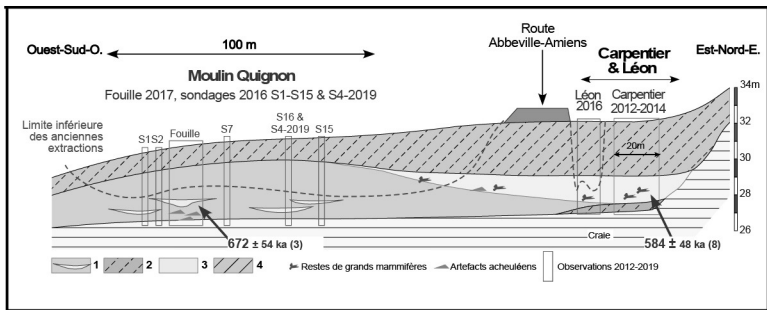 Ouest-Sud-O.
100 m
Moulin Quignon
Fouille 2017, sondages 2016 S1-S15 & S4-2019
Route
Abbeville-Amiens
Carpentier
& Léon
Est-Nord-E.
Léon
2016
Carpentier
2012-2014
34m
32
30
28
26
Limite inférieure
des anciennes
extractions
S1
S2
Fouille
S7
S16 &
S4-2019
S15
20m
672 ± 54 ka (3)
Craie
584 ± 48 ka (8)
1
2
3
4
Restes de grands mammifères
Artefacts acheuléens
Observations 2012-2019